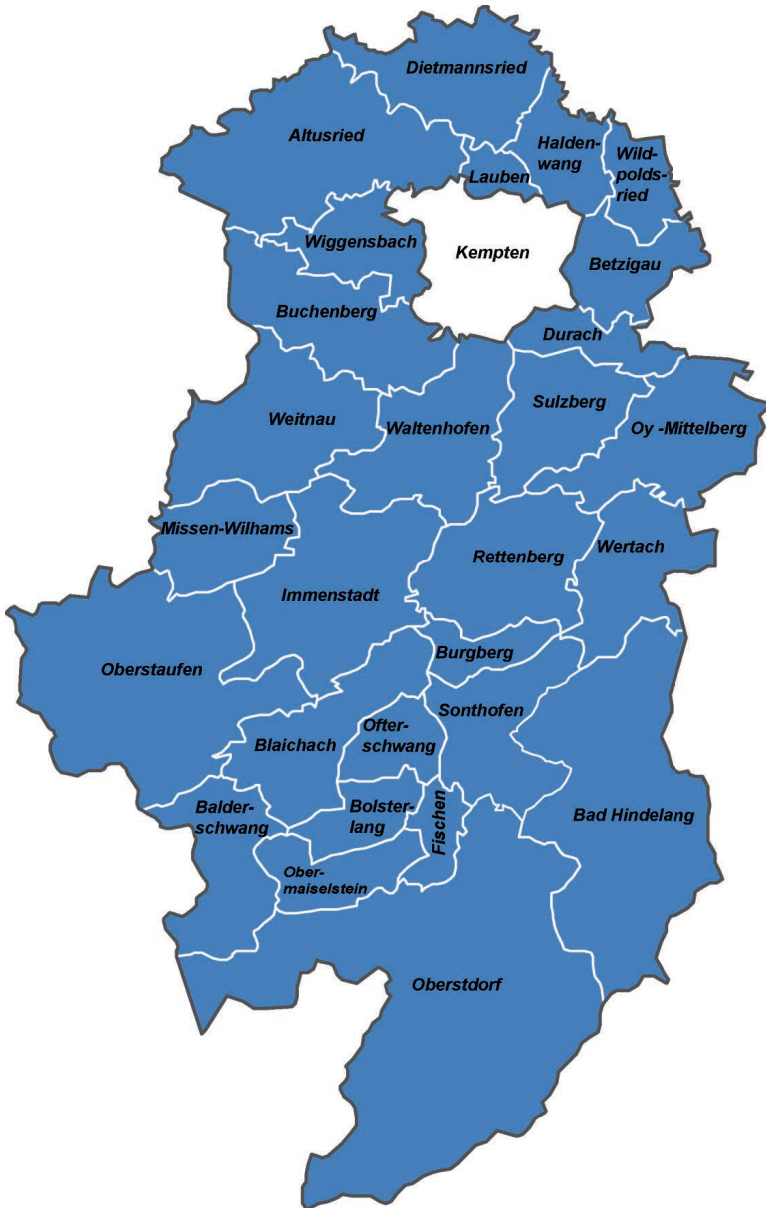 Dietmannsried
Altusried
Halden-
wang
Wild-
polds-
ried
Lauben
Wiggensbach
Kempten
Betzigau
Buchenberg
Durach
Weitnau
Waltenhofen
Sulzberg
Oy -Mittelberg
Missen-Wilhams
Rettenberg
Wertach
Immenstadt
Burgberg
Oberstaufen
Sonthofen
Ofter-
schwang
Blaichach
Balder-
schwang
Bolster-
lang
Fischen
Bad Hindelang
Ober-
maiselstein
Oberstdorf